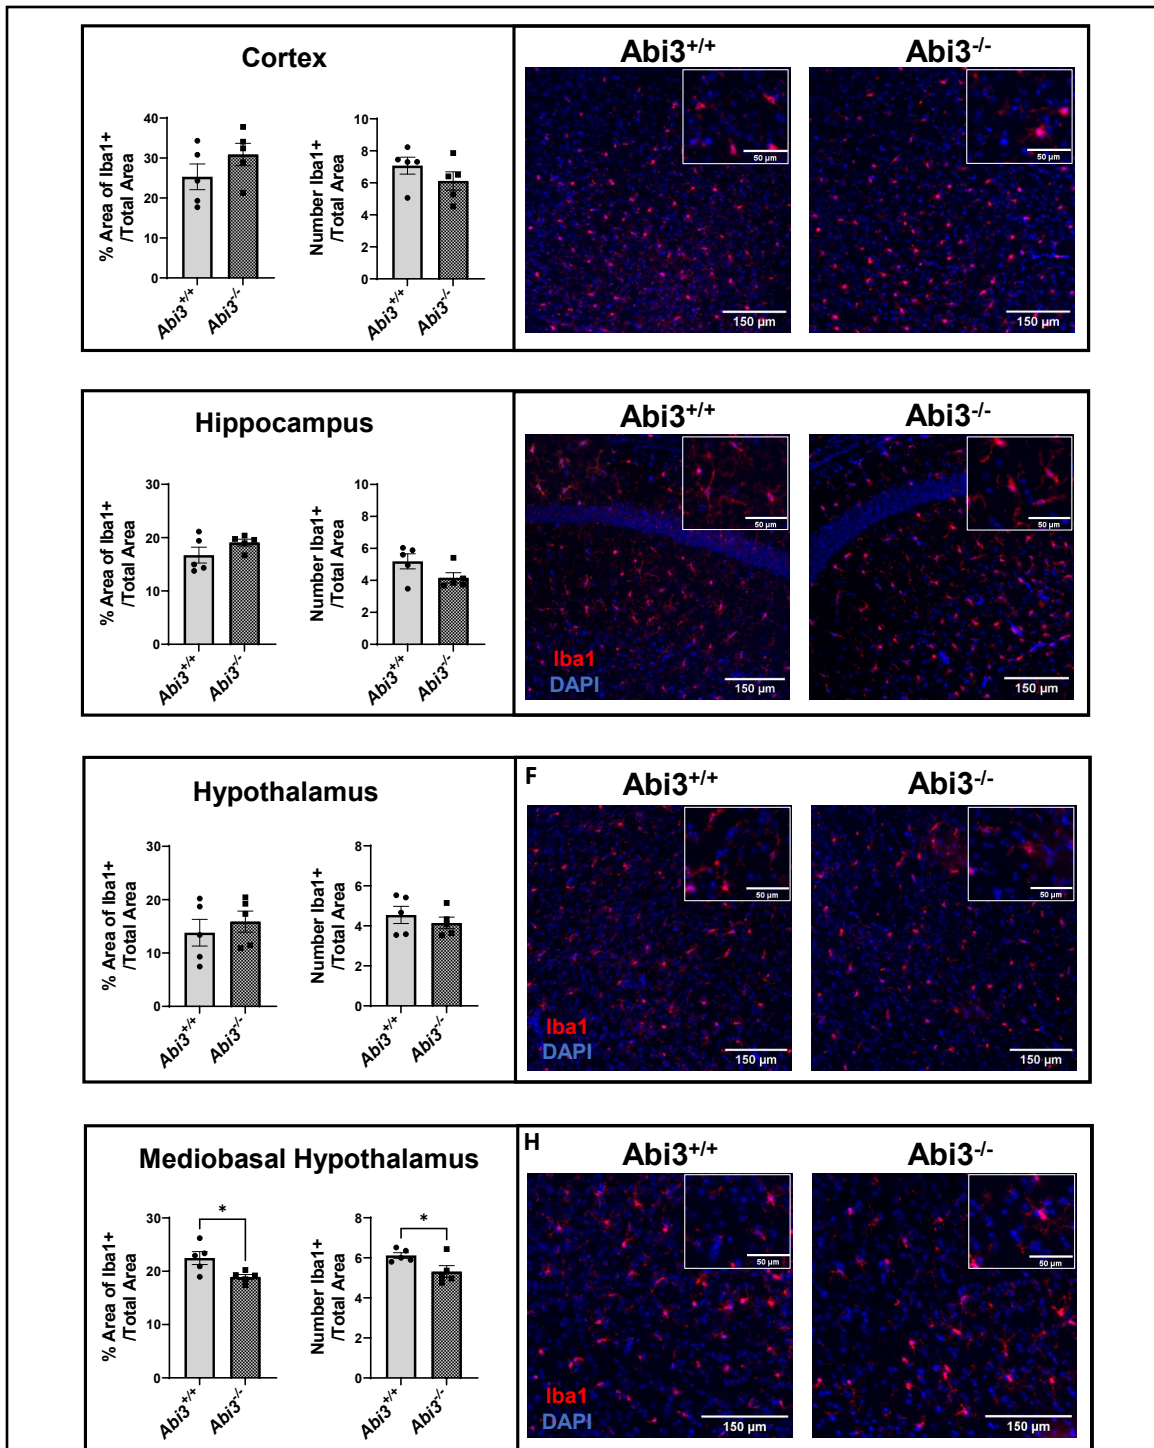 Cortex
% Area of Iba1+
/Total Area
40
30
20
10
0
Abi3+/+
Abi3-/-
Number Iba1+
/Total Area
10
8
6
4
2
0
Abi3+/+
Abi3-/-
Abi3+/+
Abi3-/-
50 µm
50 µm
150 µm
150 µm
Hippocampus
% Area of Iba1+
/Total Area
30
20
10
0
Abi3+/+
Abi3-/-
Number Iba1+
/Total Area
10
8
6
4
2
0
Abi3+/+
Abi3-/-
Abi3+/+
Abi3-/-
50 µm
50 µm
Iba1
DAPI
150 µm
150 µm
Hypothalamus
% Area of Iba1+
/Total Area
30
20
10
0
Abi3+/+
Abi3-/-
Number Iba1+
/Total Area
8
6
4
2
0
Abi3+/+
Abi3-/-
F
Abi3+/+
Abi3-/-
50 µm
50 µm
Iba1
DAPI
150 µm
150 µm
Mediobasal Hypothalamus
% Area of Iba1+
/Total Area
30
20
10
0
*
Abi3+/+
Abi3-/-
Number Iba1+
/Total Area
8
6
4
2
0
*
Abi3+/+
Abi3-/-
H
Abi3+/+
Abi3-/-
50 µm
50 µm
Iba1
DAPI
150 µm
150 µm